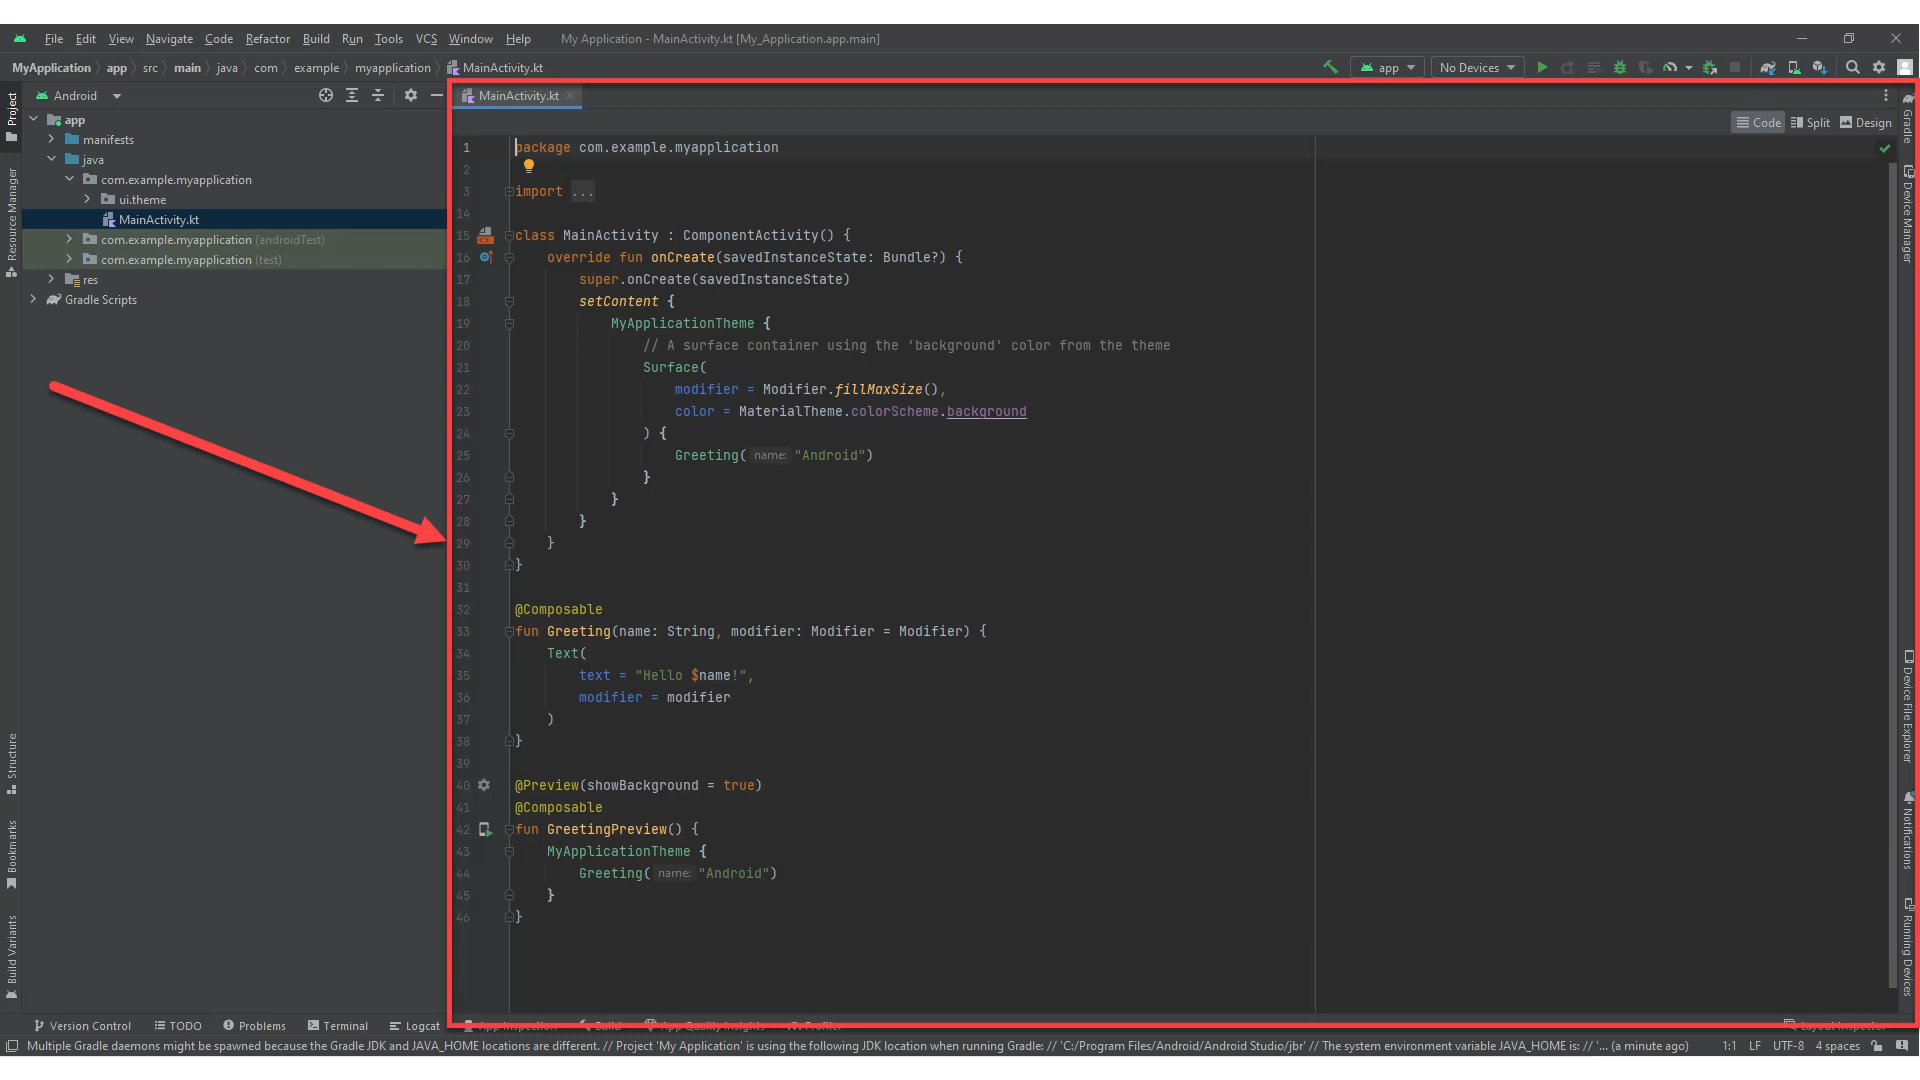 File Edit View Navigate Code Refactor Build Run Tools VCS Window Help My Application - MainActivity.kt [My_Application.app.main]
MyApplication app src main java com example myapplication MainActivity.kt app No Devices
Project
Resource Manager
Structure
Bookmarks
Build Variants
Android
app
manifests
java
com.example.myapplication
ui.theme
MainActivity.kt
com.example.myapplication (androidTest)
com.example.myapplication (test)
res
Gradle Scripts
MainActivity.kt
Code Split Design
1 package com.example.myapplication
2
3 import ...
14
15 class MainActivity : ComponentActivity() {
16 override fun onCreate(savedInstanceState: Bundle?) {
17 super.onCreate(savedInstanceState)
18 setContent {
19 MyApplicationTheme {
20 // A surface container using the 'background' color from the theme
21 Surface(
22 modifier = Modifier.fillMaxSize(),
23 color = MaterialTheme.colorScheme.background
24 ) {
25 Greeting( name: "Android")
26 }
27 }
28 }
29 }
30 }
31
32 @Composable
33 fun Greeting(name: String, modifier: Modifier = Modifier) {
34 Text(
35 text = "Hello $name!",
36 modifier = modifier
37 )
38 }
39
40 @Preview(showBackground = true)
41 @Composable
42 fun GreetingPreview() {
43 MyApplicationTheme {
44 Greeting( name: "Android")
45 }
46 }
Gradle
Device Manager
Device File Explorer
Notifications
Running Devices
Version Control TODO Problems Terminal Logcat App Inspection Build App Quality Insights Profiler Layout Inspector
Multiple Gradle daemons might be spawned because the Gradle JDK and JAVA_HOME locations are different. // Project 'My Application' is using the following JDK location when running Gradle: // 'C:/Program Files/Android/Android Studio/jbr' // The system environment variable JAVA_HOME is: // '... (a minute ago) 1:1 LF UTF-8 4 spaces